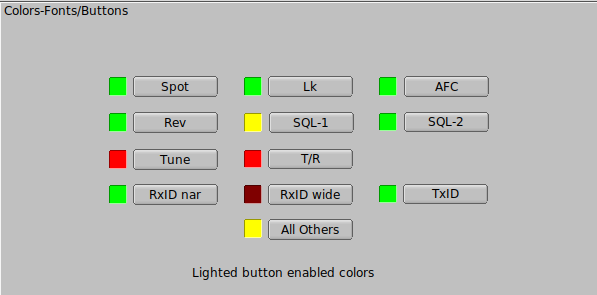 Colors-Fonts/Buttons
Spot Lk AFC
Rev SQL-1 SQL-2
Tune T/R
RxID nar RxID wide TxID
All Others
Lighted button enabled colors